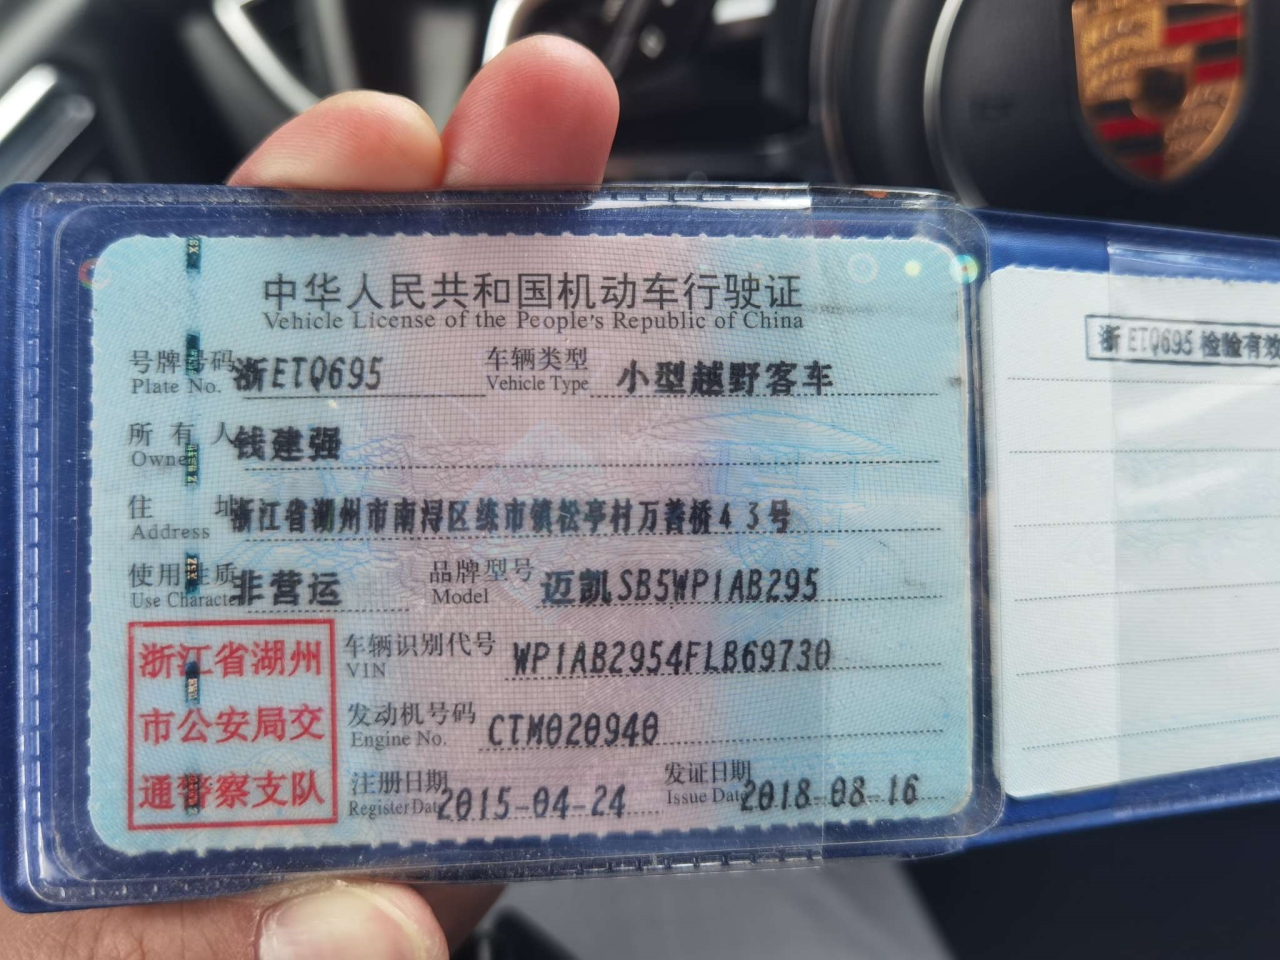 中华人民共和国机动车行驶证
Vehicle License of the People's Republic of China
号牌号码 浙ETQ695 车辆类型 小型越野客车
Plate No. Vehicle Type
所有人 钱建强
Owner
住址 浙江省湖州市南浔区练市镇松亭村万善桥43号
Address
使用性质 非营运 品牌型号 迈凯SB5WP1AB295
Use Character Model
浙江省湖州
市公安局交
通警察支队
车辆识别代号 WP1AB2954FLB69730
VIN
发动机号码 CTM020940
Engine No.
注册日期 2015-04-24 发证日期 2018-08-16
Register Date Issue Date
浙ETQ695 检验有效